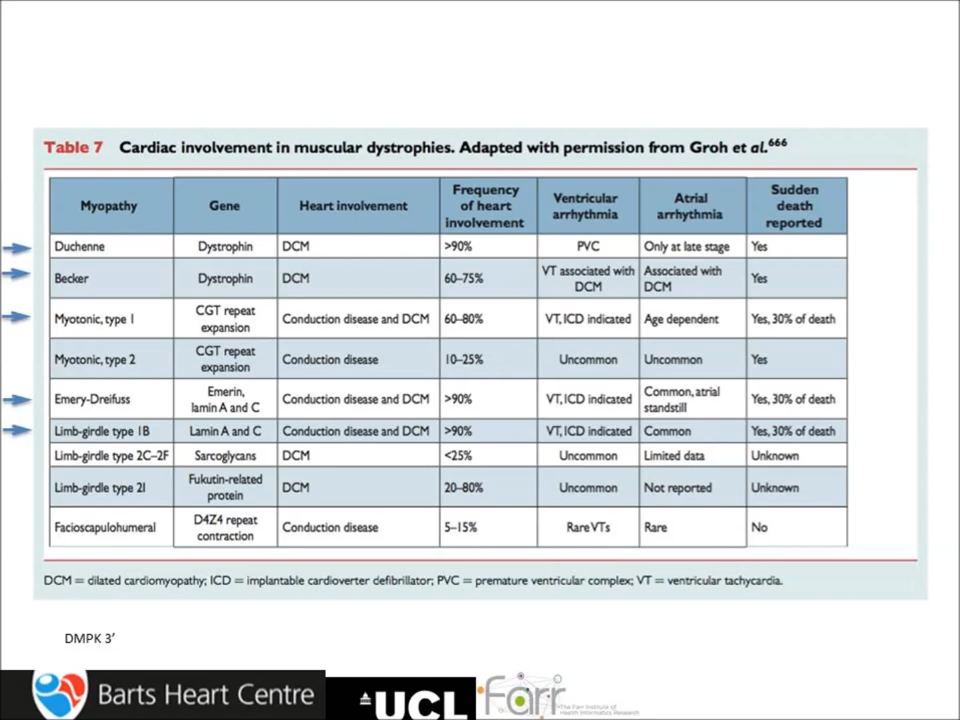 Table 7 Cardiac involvement in muscular dystrophies. Adapted with permission from Groh et al.666
Myopathy Gene Heart involvement Frequency of heart involvement Ventricular arrhythmia Atrial arrhythmia Sudden death reported
Duchenne Dystrophin DCM >90% PVC Only at late stage Yes
Becker Dystrophin DCM 60–75% VT associated with DCM Associated with DCM Yes
Myotonic, type 1 CGT repeat expansion Conduction disease and DCM 60–80% VT, ICD indicated Age dependent Yes, 30% of death
Myotonic, type 2 CGT repeat expansion Conduction disease 10–25% Uncommon Uncommon Yes
Emery-Dreifuss Emerin, lamin A and C Conduction disease and DCM >90% VT, ICD indicated Common, atrial standstill Yes, 30% of death
Limb-girdle type 1B Lamin A and C Conduction disease and DCM >90% VT, ICD indicated Common Yes, 30% of death
Limb-girdle type 2C–2F Sarcoglycans DCM <25% Uncommon Limited data Unknown
Limb-girdle type 2I Fukutin-related protein DCM 20–80% Uncommon Not reported Unknown
Facioscapulohumeral D4Z4 repeat contraction Conduction disease 5–15% Rare VTs Rare No
DCM = dilated cardiomyopathy; ICD = implantable cardioverter defibrillator; PVC = premature ventricular complex; VT = ventricular tachycardia.
DMPK 3′
Barts Heart Centre
UCL
Farr
The Farr Institute of
Health Informatics Research